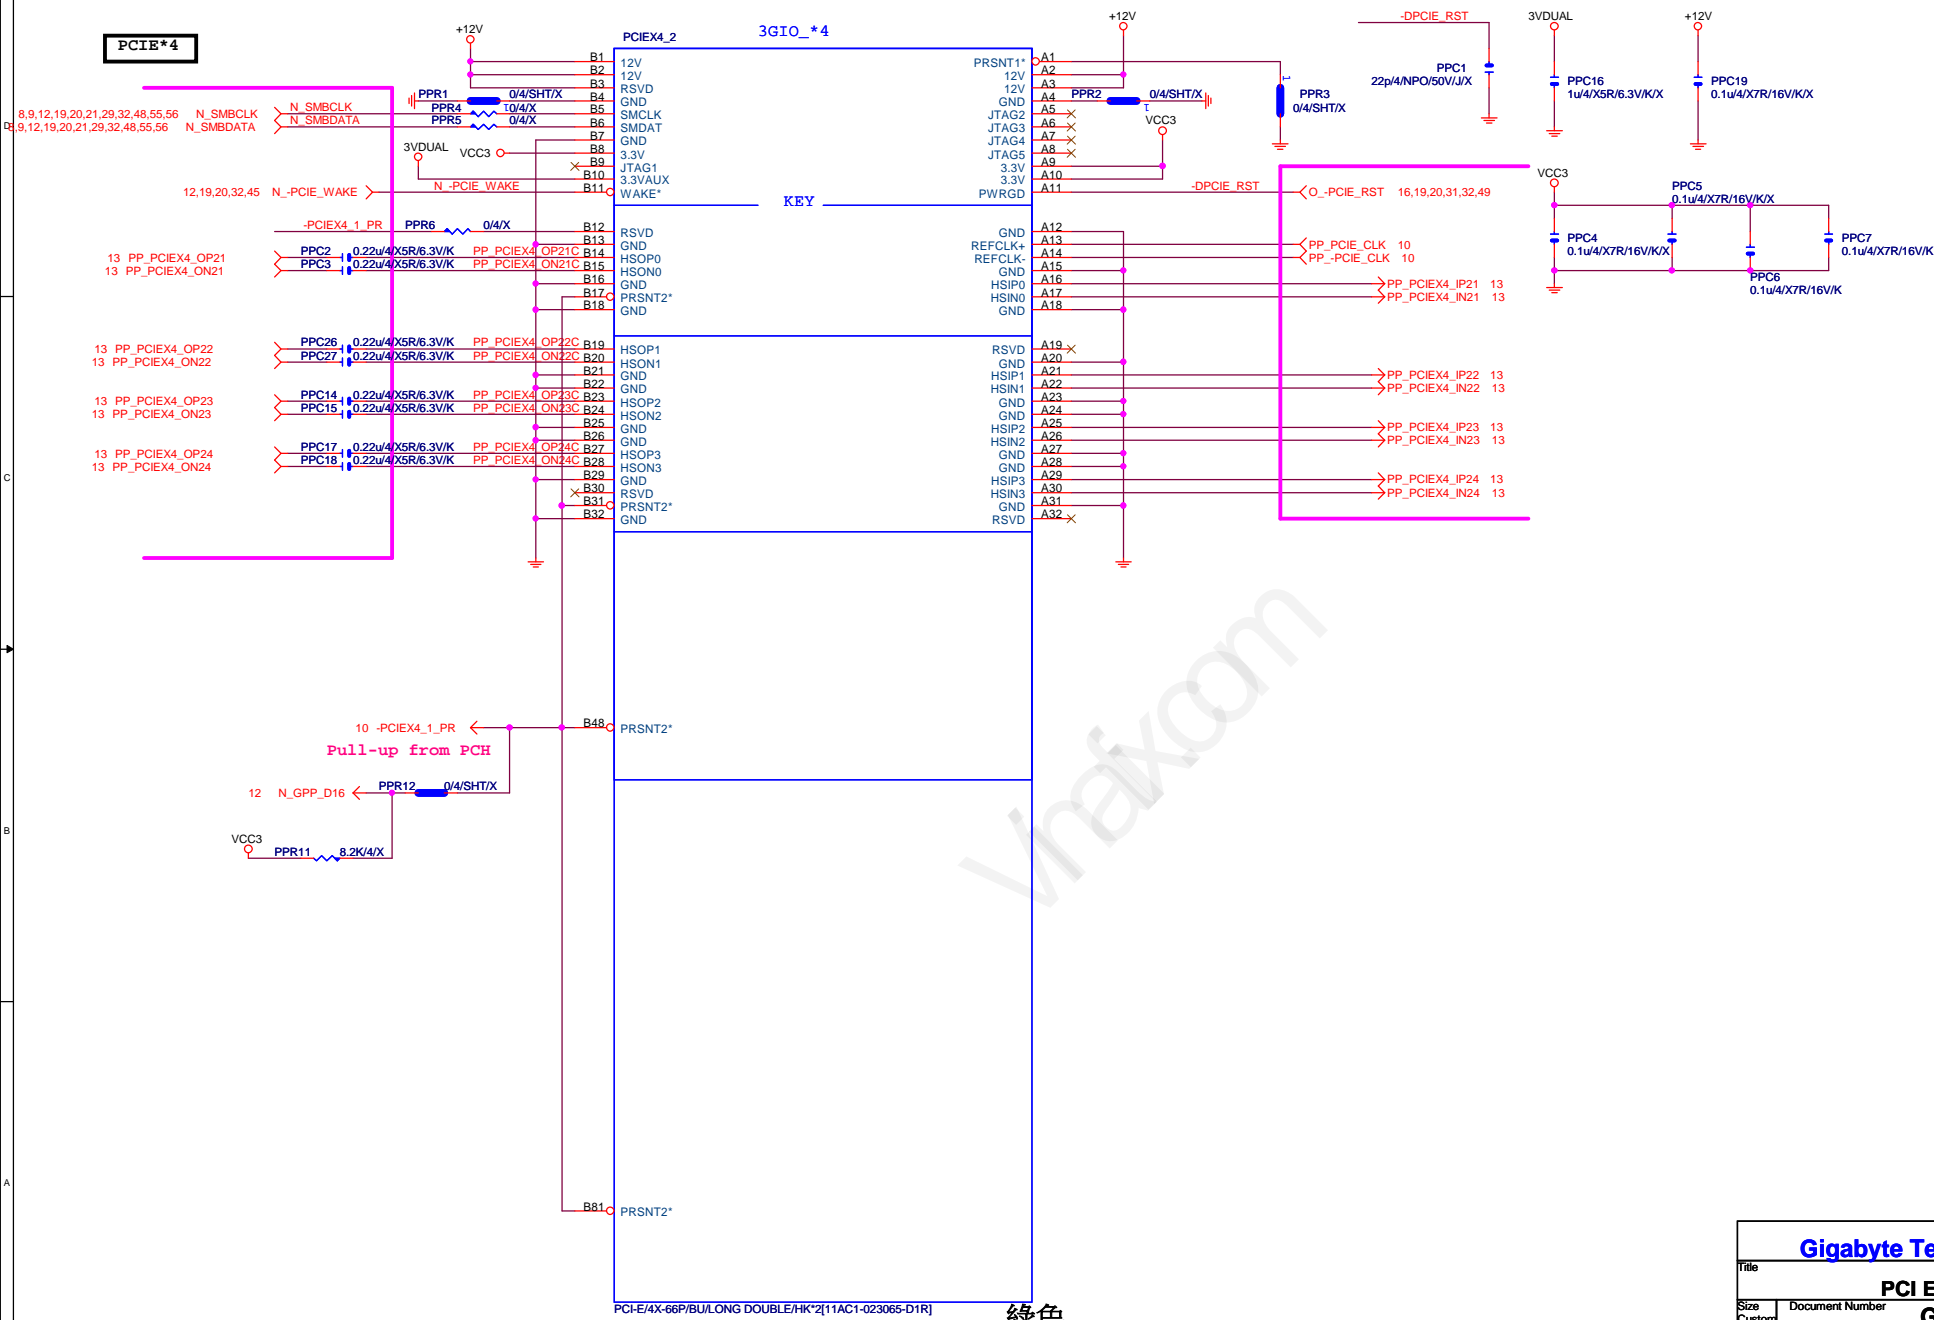 PCIE*4
+12V
PCIEX4_2
3GIO_*4
+12V
-DPCIE_RST
3VDUAL
+12V
PPC1
22p/4/NPO/50V/J/X
PPC16
1u/4/X5R/6.3V/K/X
PPC19
0.1u/4/X7R/16V/K/X
B1 12V
B2 12V
B3 RSVD
PPR1 0/4/SHT/X B4 GND
8,9,12,19,20,21,29,32,48,55,56 N_SMBCLK N_SMBCLK PPR4 1 0/4/X B5 SMCLK
8,9,12,19,20,21,29,32,48,55,56 N_SMBDATA N_SMBDATA PPR5 0/4/X B6 SMDAT
B7 GND
3VDUAL VCC3 B8 3.3V
B9 JTAG1
B10 3.3VAUX
12,19,20,32,45 N_-PCIE_WAKE N_-PCIE_WAKE B11 WAKE*
PRSNT1* A1
12V A2
12V A3
GND A4 PPR2 1 0/4/SHT/X
JTAG2 A5
JTAG3 A6
JTAG4 A7
JTAG5 A8
3.3V A9
3.3V A10
PWRGD A11 -DPCIE_RST O_-PCIE_RST 16,19,20,31,32,49
VCC3
1
PPR3
0/4/SHT/X
KEY
VCC3
PPC5
0.1u/4/X7R/16V/K/X
PPC4
0.1u/4/X7R/16V/K/X
PPC7
0.1u/4/X7R/16V/K
PPC6
0.1u/4/X7R/16V/K
-PCIEX4_1_PR PPR6 0/4/X B12 RSVD
B13 GND
13 PP_PCIEX4_OP21 PPC2 0.22u/4/X5R/6.3V/K PP_PCIEX4_OP21C B14 HSOP0
13 PP_PCIEX4_ON21 PPC3 0.22u/4/X5R/6.3V/K PP_PCIEX4_ON21C B15 HSON0
B16 GND
B17 PRSNT2*
B18 GND
GND A12
REFCLK+ A13 PP_PCIE_CLK 10
REFCLK- A14 PP_-PCIE_CLK 10
GND A15
HSIP0 A16 PP_PCIEX4_IP21 13
HSIN0 A17 PP_PCIEX4_IN21 13
GND A18
13 PP_PCIEX4_OP22 PPC26 0.22u/4/X5R/6.3V/K PP_PCIEX4_OP22C B19 HSOP1
13 PP_PCIEX4_ON22 PPC27 0.22u/4/X5R/6.3V/K PP_PCIEX4_ON22C B20 HSON1
B21 GND
B22 GND
13 PP_PCIEX4_OP23 PPC14 0.22u/4/X5R/6.3V/K PP_PCIEX4_OP23C B23 HSOP2
13 PP_PCIEX4_ON23 PPC15 0.22u/4/X5R/6.3V/K PP_PCIEX4_ON23C B24 HSON2
B25 GND
B26 GND
13 PP_PCIEX4_OP24 PPC17 0.22u/4/X5R/6.3V/K PP_PCIEX4_OP24C B27 HSOP3
13 PP_PCIEX4_ON24 PPC18 0.22u/4/X5R/6.3V/K PP_PCIEX4_ON24C B28 HSON3
B29 GND
B30 RSVD
B31 PRSNT2*
B32 GND
RSVD A19
GND A20
HSIP1 A21 PP_PCIEX4_IP22 13
HSIN1 A22 PP_PCIEX4_IN22 13
GND A23
GND A24
HSIP2 A25 PP_PCIEX4_IP23 13
HSIN2 A26 PP_PCIEX4_IN23 13
GND A27
GND A28
HSIP3 A29 PP_PCIEX4_IP24 13
HSIN3 A30 PP_PCIEX4_IN24 13
GND A31
RSVD A32
10 -PCIEX4_1_PR B48 PRSNT2*
Pull-up from PCH
12 N_GPP_D16 PPR12 0/4/SHT/X
VCC3
PPR11 8.2K/4/X
B81 PRSNT2*
PCI-E/4X-66P/BU/LONG DOUBLE/HK*2[11AC1-023065-D1R]
綠色
Vinafix.com
D
C
B
A
Gigabyte Te
Title
PCI E
Size
Custom
Document Number
G